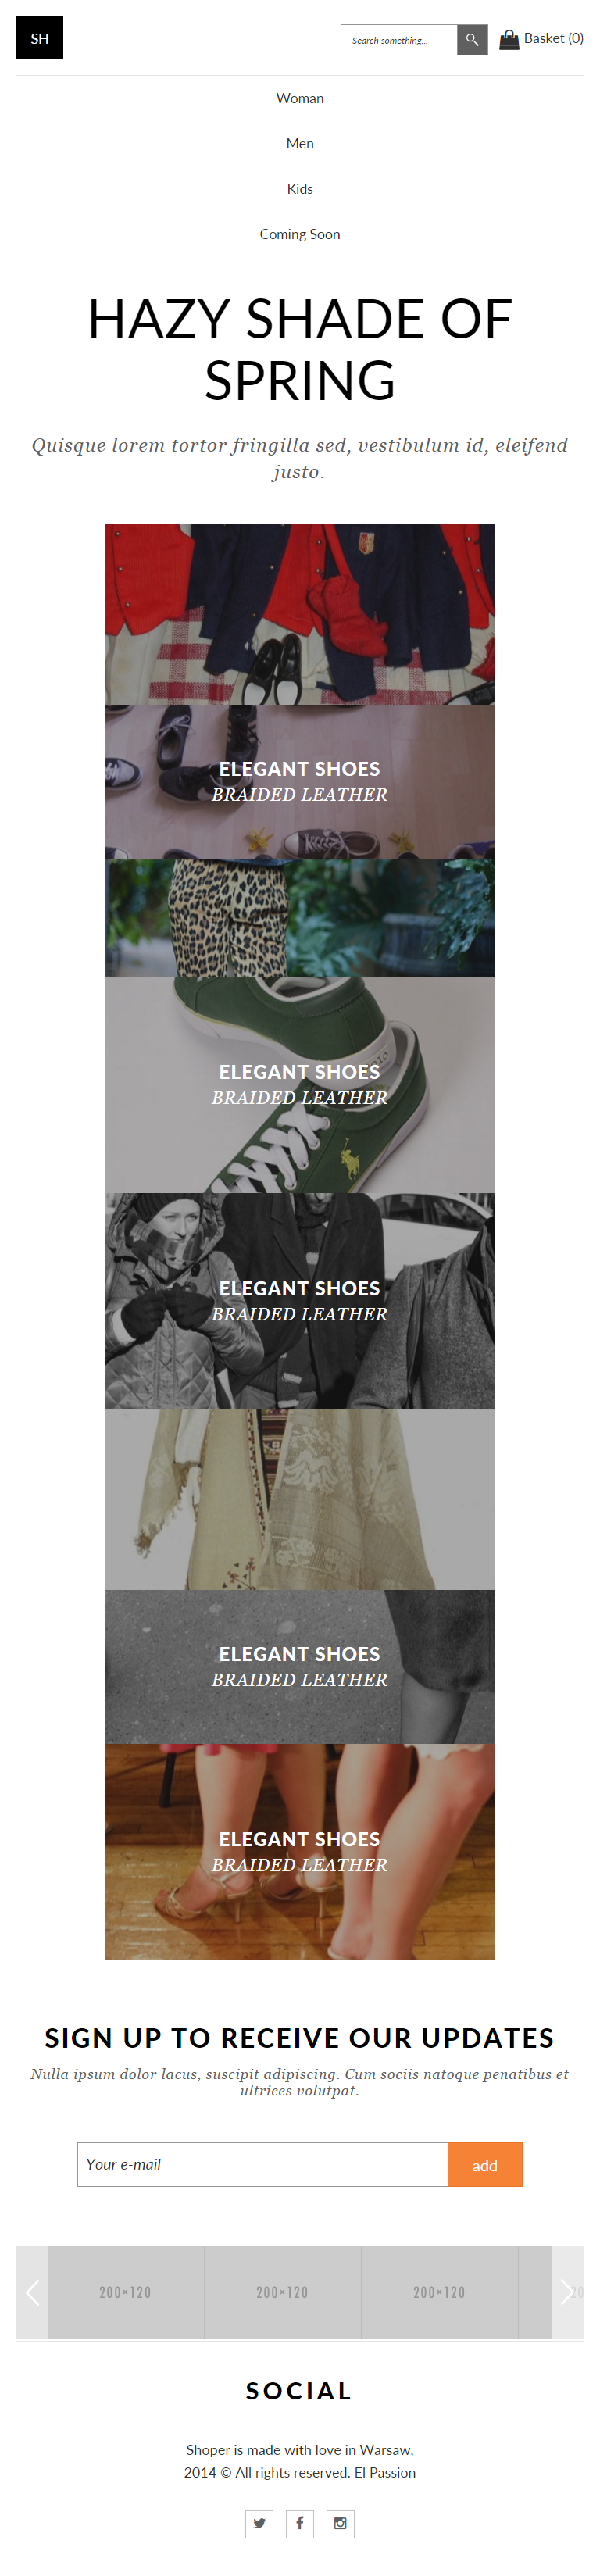 SH
Search something...
Basket (0)
Woman
Men
Kids
Coming Soon
HAZY SHADE OF
SPRING
Quisque lorem tortor fringilla sed, vestibulum id, eleifend
justo.
ELEGANT SHOES
BRAIDED LEATHER
ELEGANT SHOES
BRAIDED LEATHER
ELEGANT SHOES
BRAIDED LEATHER
ELEGANT SHOES
BRAIDED LEATHER
ELEGANT SHOES
BRAIDED LEATHER
SIGN UP TO RECEIVE OUR UPDATES
Nulla ipsum dolor lacus, suscipit adipiscing. Cum sociis natoque penatibus et
ultrices volutpat.
Your e-mail
add
200×120
200×120
200×120
SOCIAL
Shoper is made with love in Warsaw,
2014 © All rights reserved. El Passion